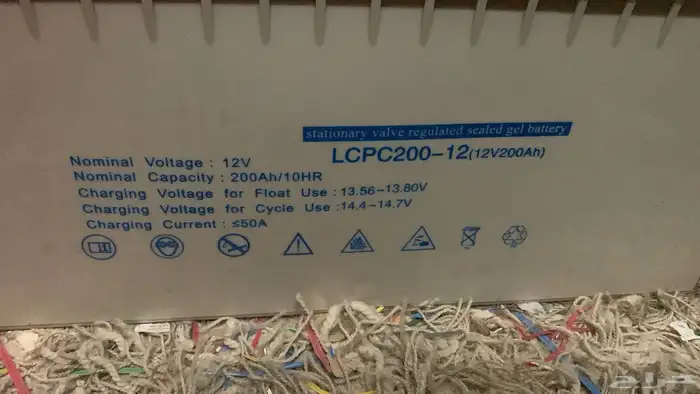 stationary valve regulated sealed gel battery
LCPC200-12(12V200Ah)
Nominal Voltage : 12V
Nominal Capacity : 200Ah/10HR
Charging Voltage for Float Use : 13.56~13.80V
Charging Voltage for Cycle Use : 14.4~14.7V
Charging Current : ≤50A